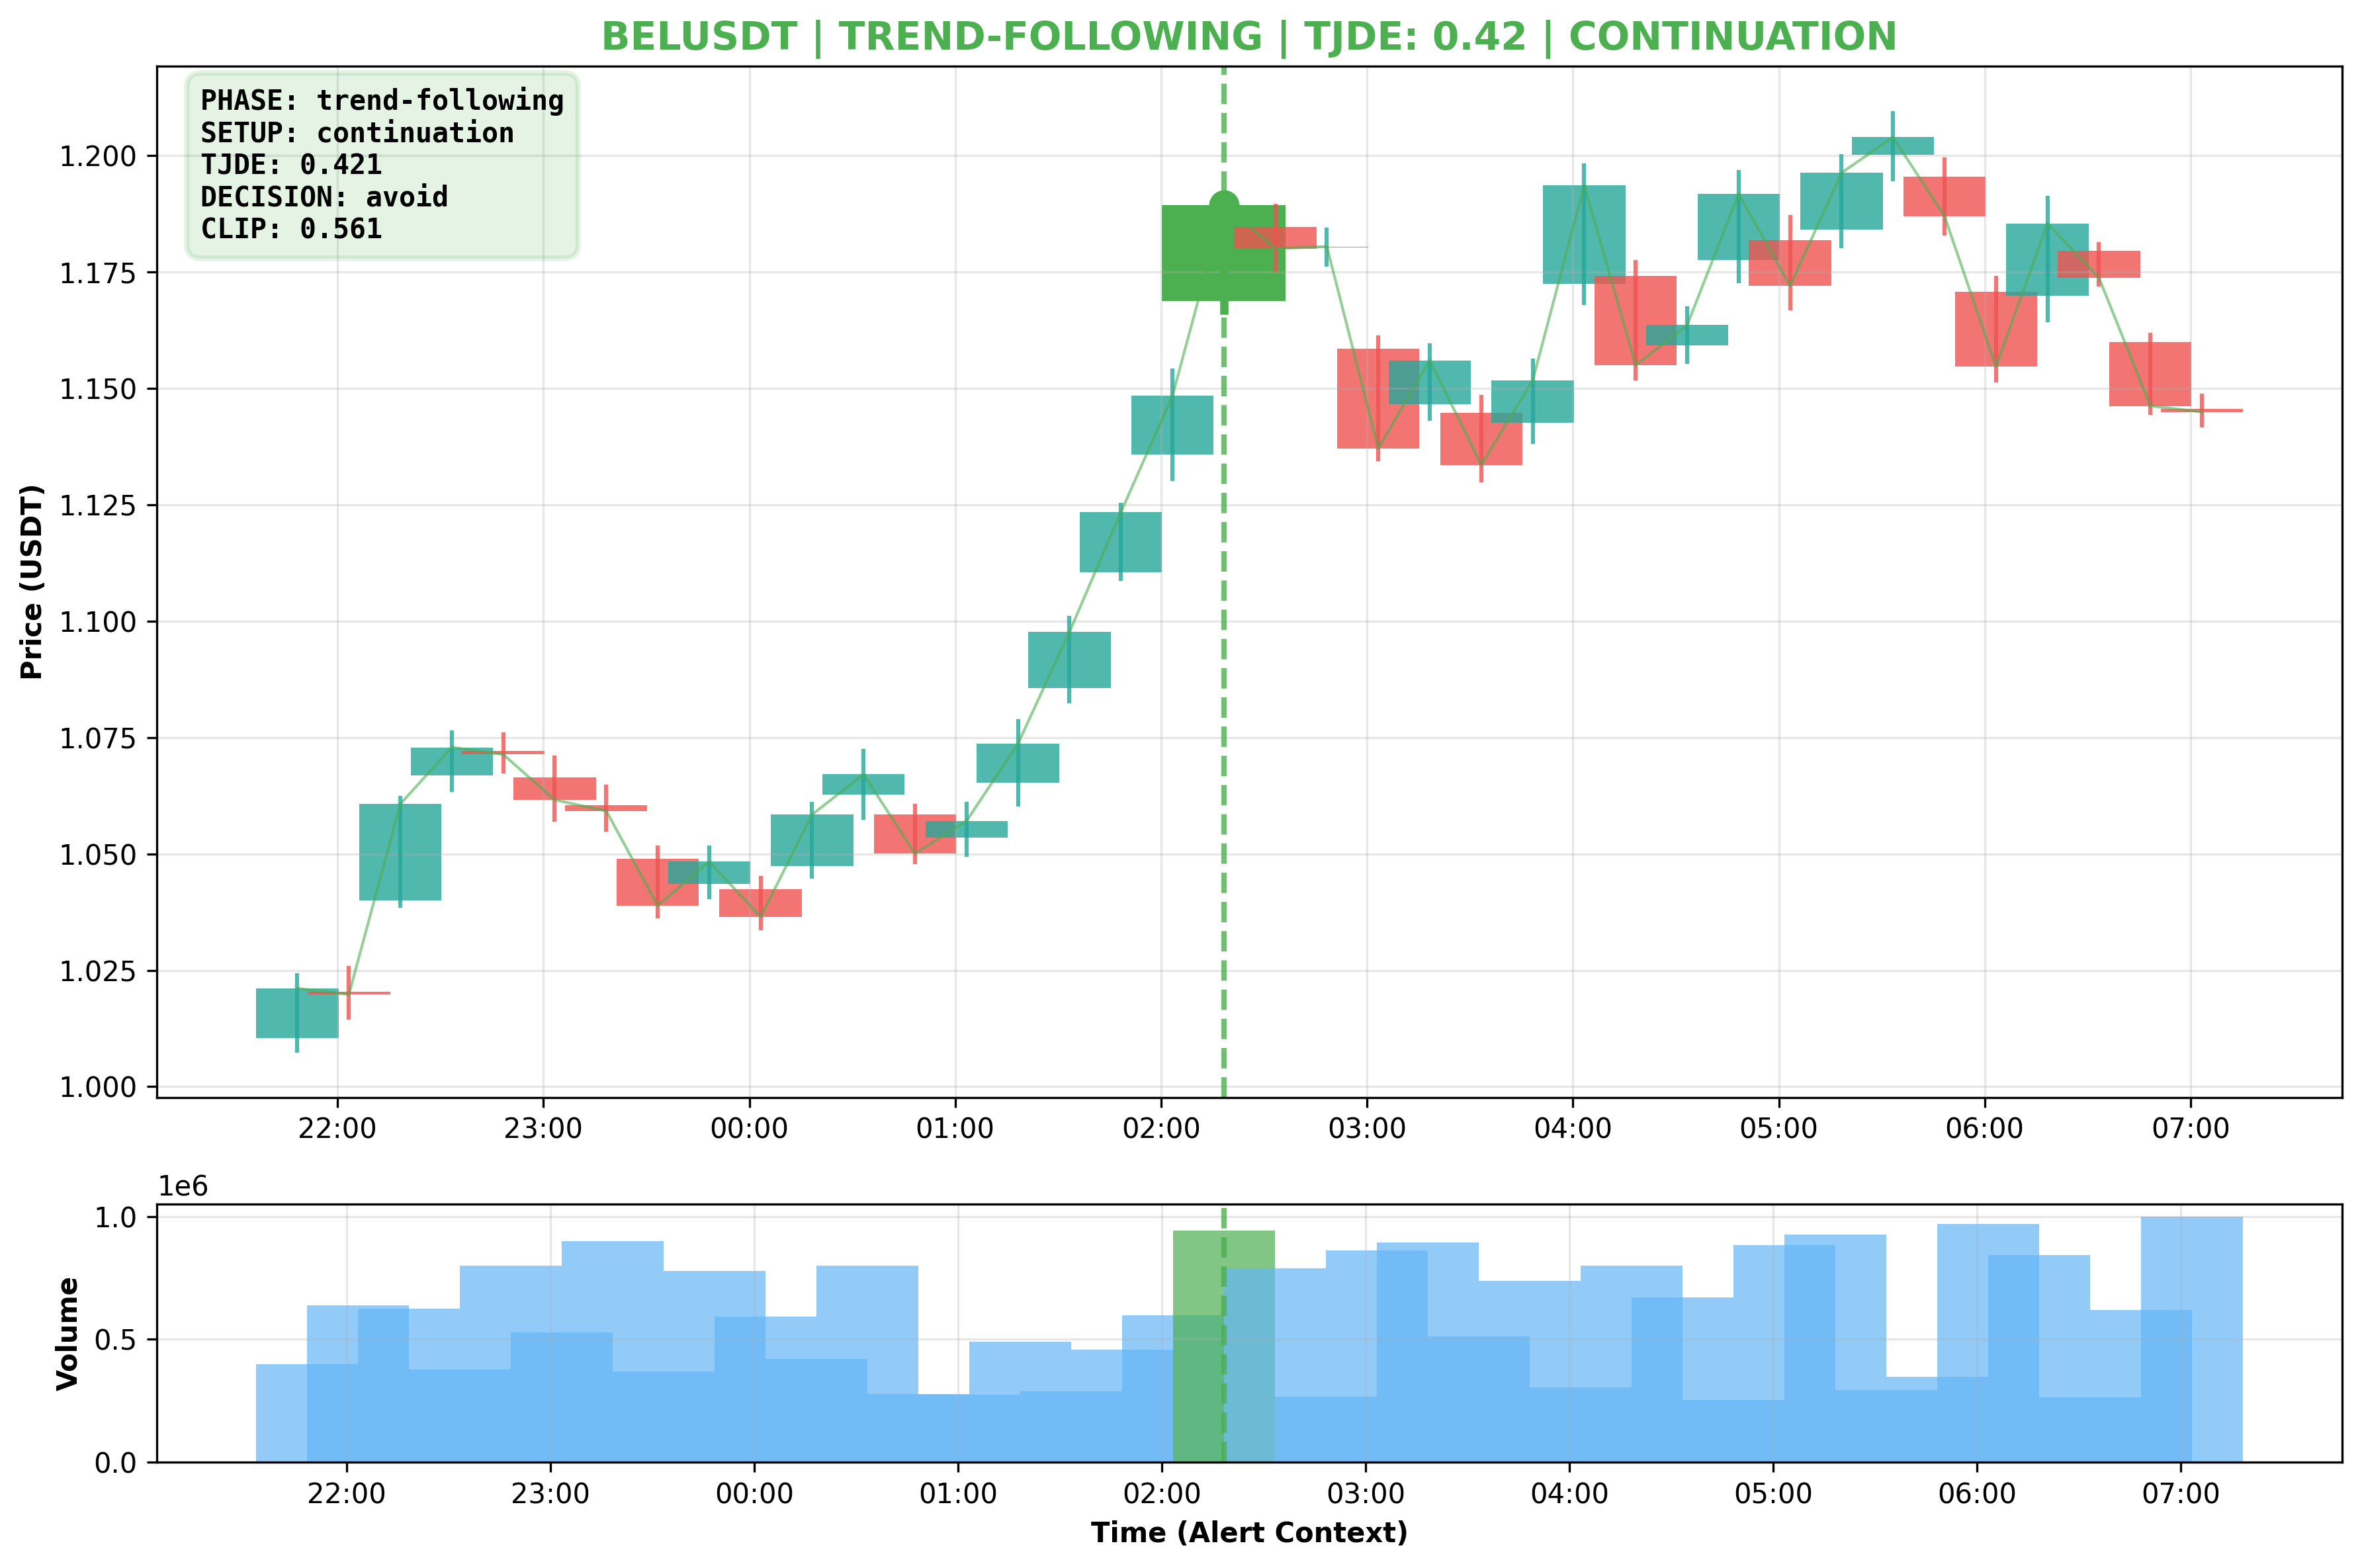 BELUSDT | TREND-FOLLOWING | TJDE: 0.42 | CONTINUATION
PHASE: trend-following
SETUP: continuation
TJDE: 0.421
DECISION: avoid
CLIP: 0.561
Price (USDT)
1.200
1.175
1.150
1.125
1.100
1.075
1.050
1.025
1.000
22:00 23:00 00:00 01:00 02:00 03:00 04:00 05:00 06:00 07:00
1e6
Volume
1.0
0.5
0.0
22:00 23:00 00:00 01:00 02:00 03:00 04:00 05:00 06:00 07:00
Time (Alert Context)